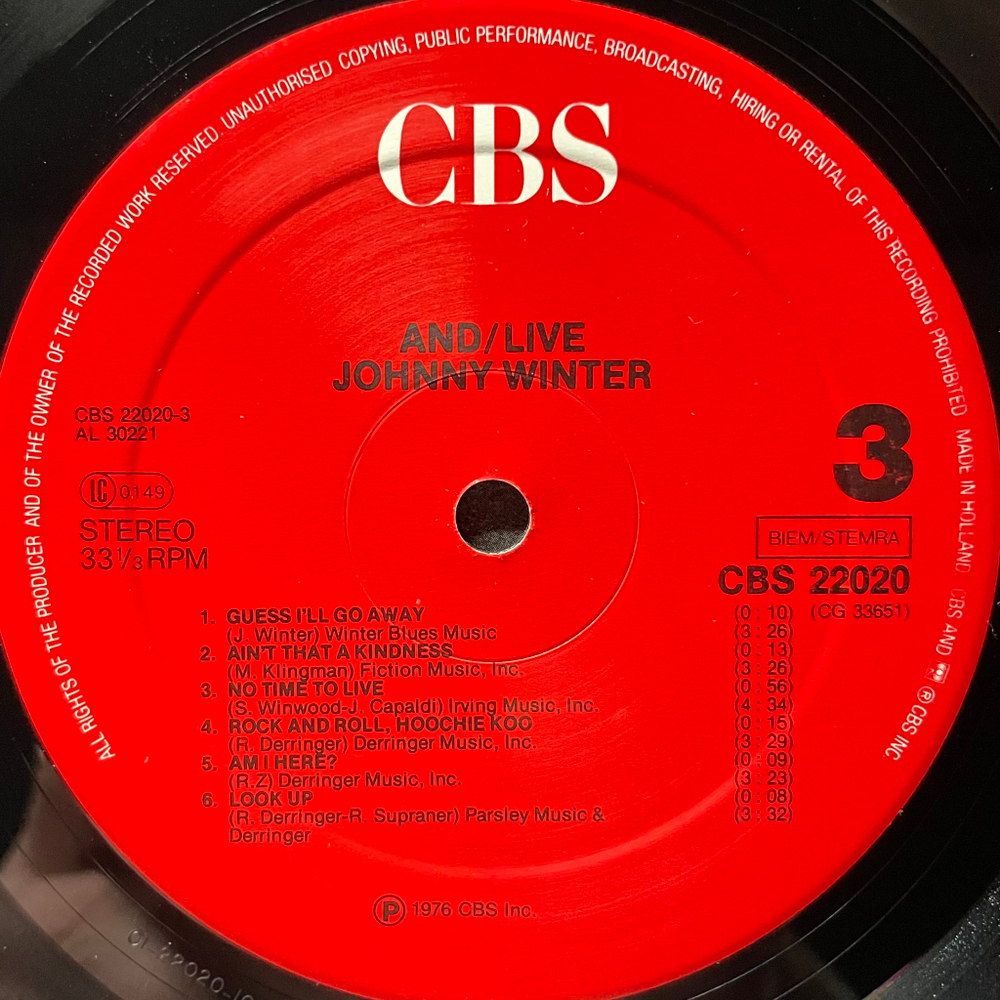 ALL RIGHTS OF THE PRODUCER AND OF THE OWNER OF THE RECORDED WORK RESERVED. UNAUTHORISED COPYING, PUBLIC PERFORMANCE, BROADCASTING, HIRING OR RENTAL OF THIS RECORDING PROHIBITED MADE IN HOLLAND CBS AND ℗ CBS INC
CBS
AND/LIVE
JOHNNY WINTER
CBS 22020-3
AL 30221
3
LC 0149
STEREO
33 1/3 RPM
BIEM/STEMRA
CBS 22020
(CG 33651)
1. GUESS I'LL GO AWAY (0 : 10)
(J. Winter) Winter Blues Music (3 : 26)
2. AIN'T THAT A KINDNESS (0 : 13)
(M. Klingman) Fiction Music, Inc. (3 : 26)
3. NO TIME TO LIVE (0 : 56)
(S. Winwood-J. Capaldi) Irving Music, Inc. (4 : 34)
4. ROCK AND ROLL, HOOCHIE KOO (0 : 15)
(R. Derringer) Derringer Music, Inc. (3 : 29)
5. AM I HERE? (0 : 09)
(R.Z) Derringer Music, Inc. (3 : 23)
6. LOOK UP (0 : 08)
(R. Derringer-R. Supraner) Parsley Music & (3 : 32)
Derringer
℗ 1976 CBS Inc.